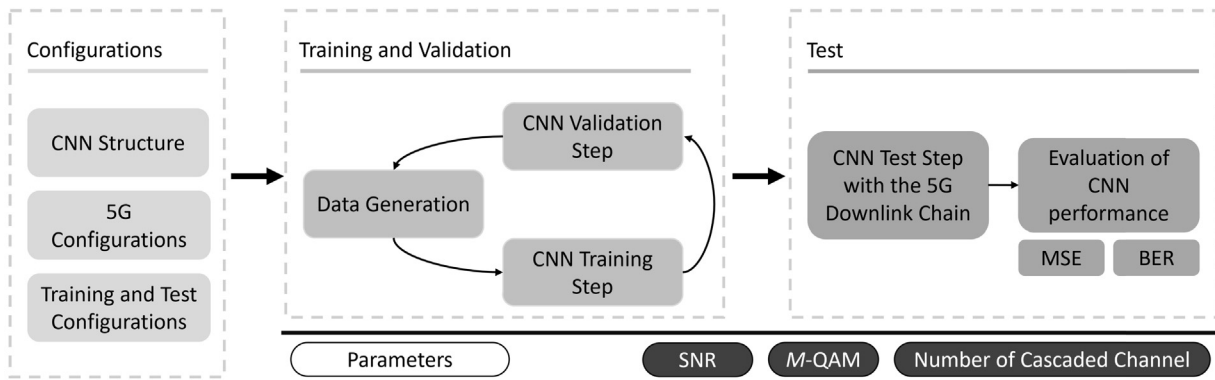 Configurations
CNN Structure
5G
Configurations
Training and Test
Configurations
Training and Validation
CNN Validation
Step
Data Generation
CNN Training
Step
Test
CNN Test Step
with the 5G
Downlink Chain
Evaluation of
CNN
performance
MSE
BER
Parameters
SNR
M-QAM
Number of Cascaded Channel